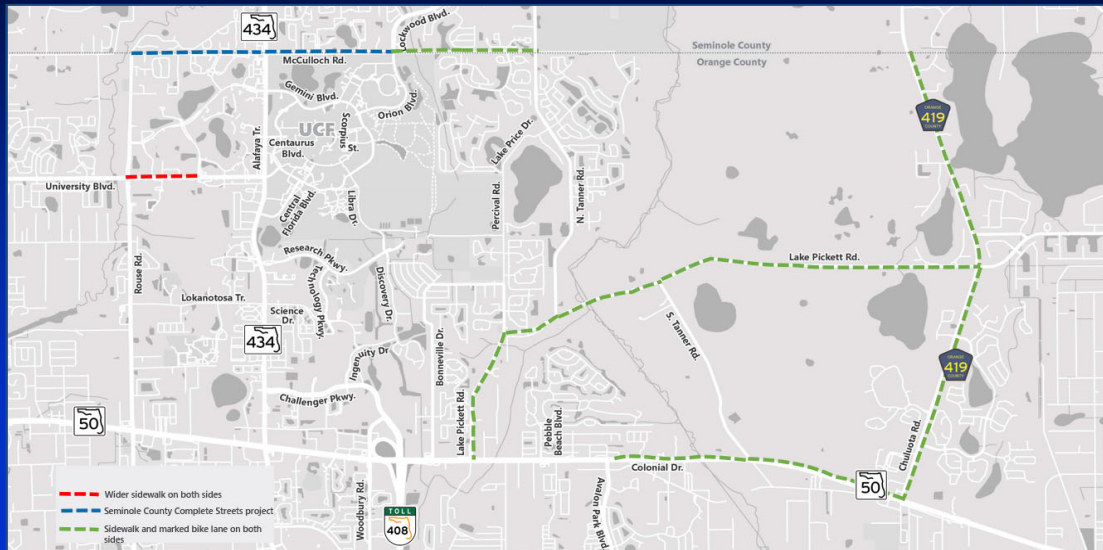 434
Lockwood Blvd.
McCulloch Rd.
Seminole County
Orange County
Gemini Blvd.
Orion Blvd.
UCF
Scorpius
St.
Centaurus
Blvd.
Alafaya Tr.
Lake Price Dr.
ORANGE
419
COUNTY
University Blvd.
Central
Florida Blvd.
Libra Dr.
Percival Rd.
N. Tanner Rd.
Rouse Rd.
Research Pkwy.
Technology Pkwy.
Discovery Dr.
Lake Pickett Rd.
Lokanotosa Tr.
Science
Dr.
434
Ingenuity Dr
Bonneville Dr.
S. Tanner Rd.
ORANGE
419
COUNTY
Challenger Pkwy.
Lake Pickett Rd.
Pebble
Beach Blvd.
Chuluota Rd.
50
Colonial Dr.
50
Woodbury Rd.
TOLL
408
Avalon Park Blvd.
Wider sidewalk on both sides
Seminole County Complete Streets project
Sidewalk and marked bike lane on both
sides